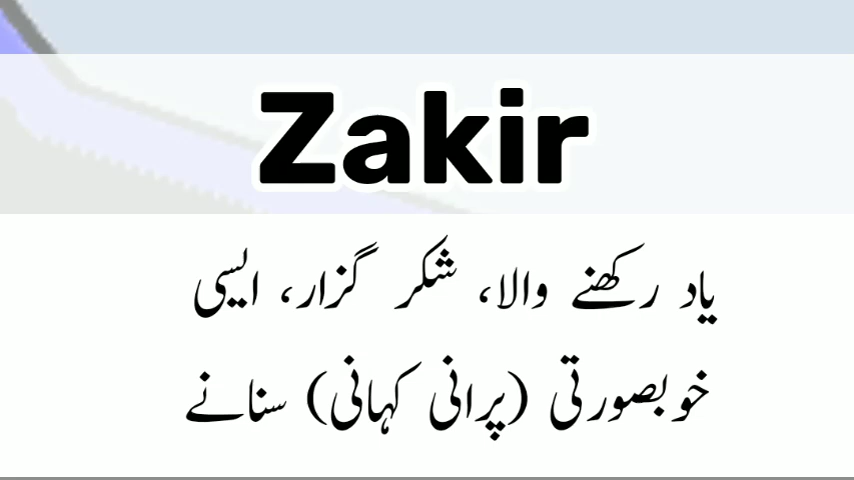 Zakir
یاد رکھنے والا، شکر گزار، ایسی
خوبصورتی (پرانی کہانی) سنانے